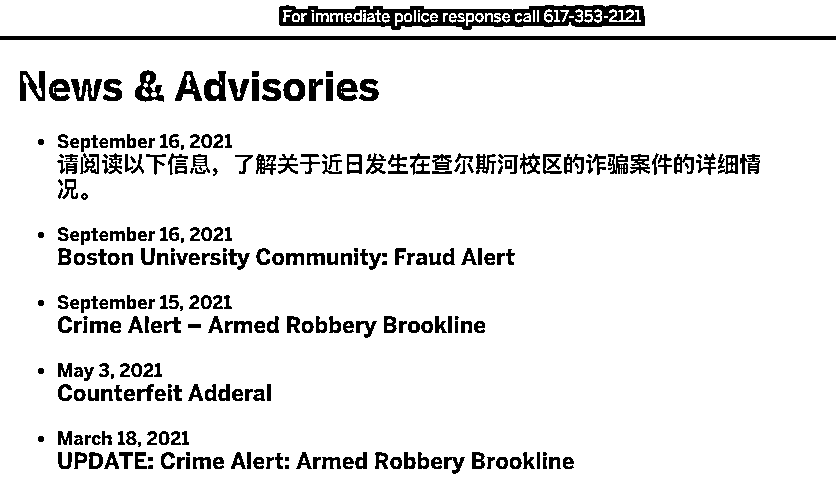 For immediate police response call 617-353-2121
News & Advisories
September 16, 2021
请阅读以下信息，了解关于近日发生在查尔斯河校区的诈骗案件的详细情
况。
September 16, 2021
Boston University Community: Fraud Alert
September 15, 2021
Crime Alert – Armed Robbery Brookline
May 3, 2021
Counterfeit Adderal
March 18, 2021
UPDATE: Crime Alert: Armed Robbery Brookline